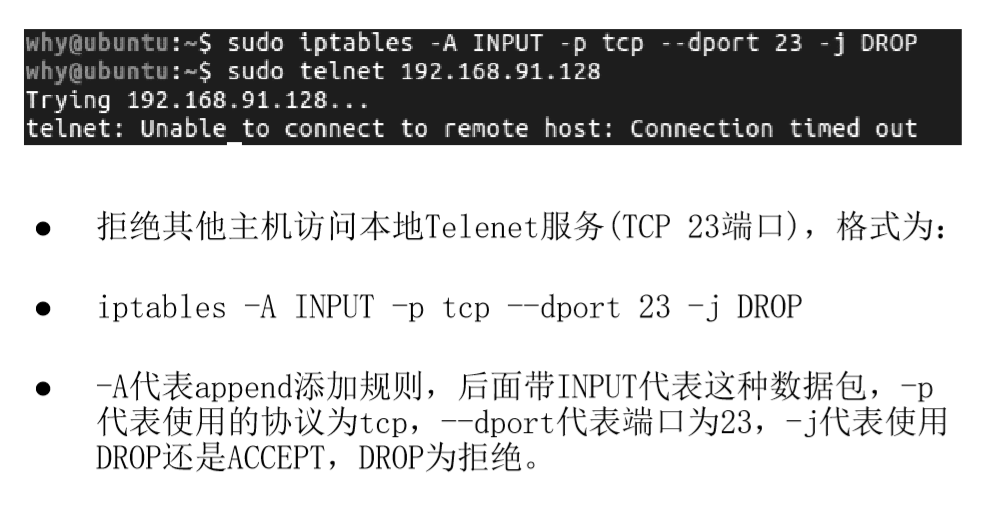 why@ubuntu:~$ sudo iptables -A INPUT -p tcp --dport 23 -j DROP
why@ubuntu:~$ sudo telnet 192.168.91.128
Trying 192.168.91.128...
telnet: Unable to connect to remote host: Connection timed out
● 拒绝其他主机访问本地Telenet服务(TCP 23端口)，格式为：
● iptables -A INPUT -p tcp --dport 23 -j DROP
● -A代表append添加规则，后面带INPUT代表这种数据包，-p
代表使用的协议为tcp，--dport代表端口为23，-j代表使用
DROP还是ACCEPT，DROP为拒绝。